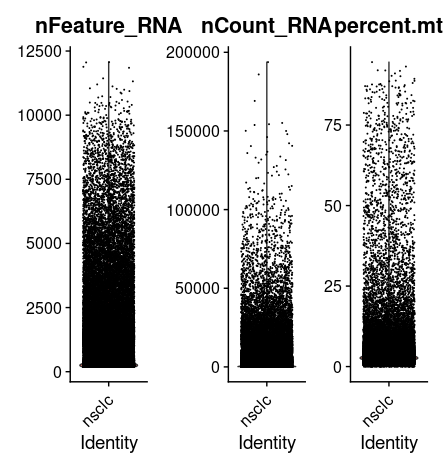 nFeature_RNA
12500
10000
7500
5000
2500
0
nsclc
Identity
nCount_RNA
200000
150000
100000
50000
0
nsclc
Identity
percent.mt
75
50
25
0
nsclc
Identity